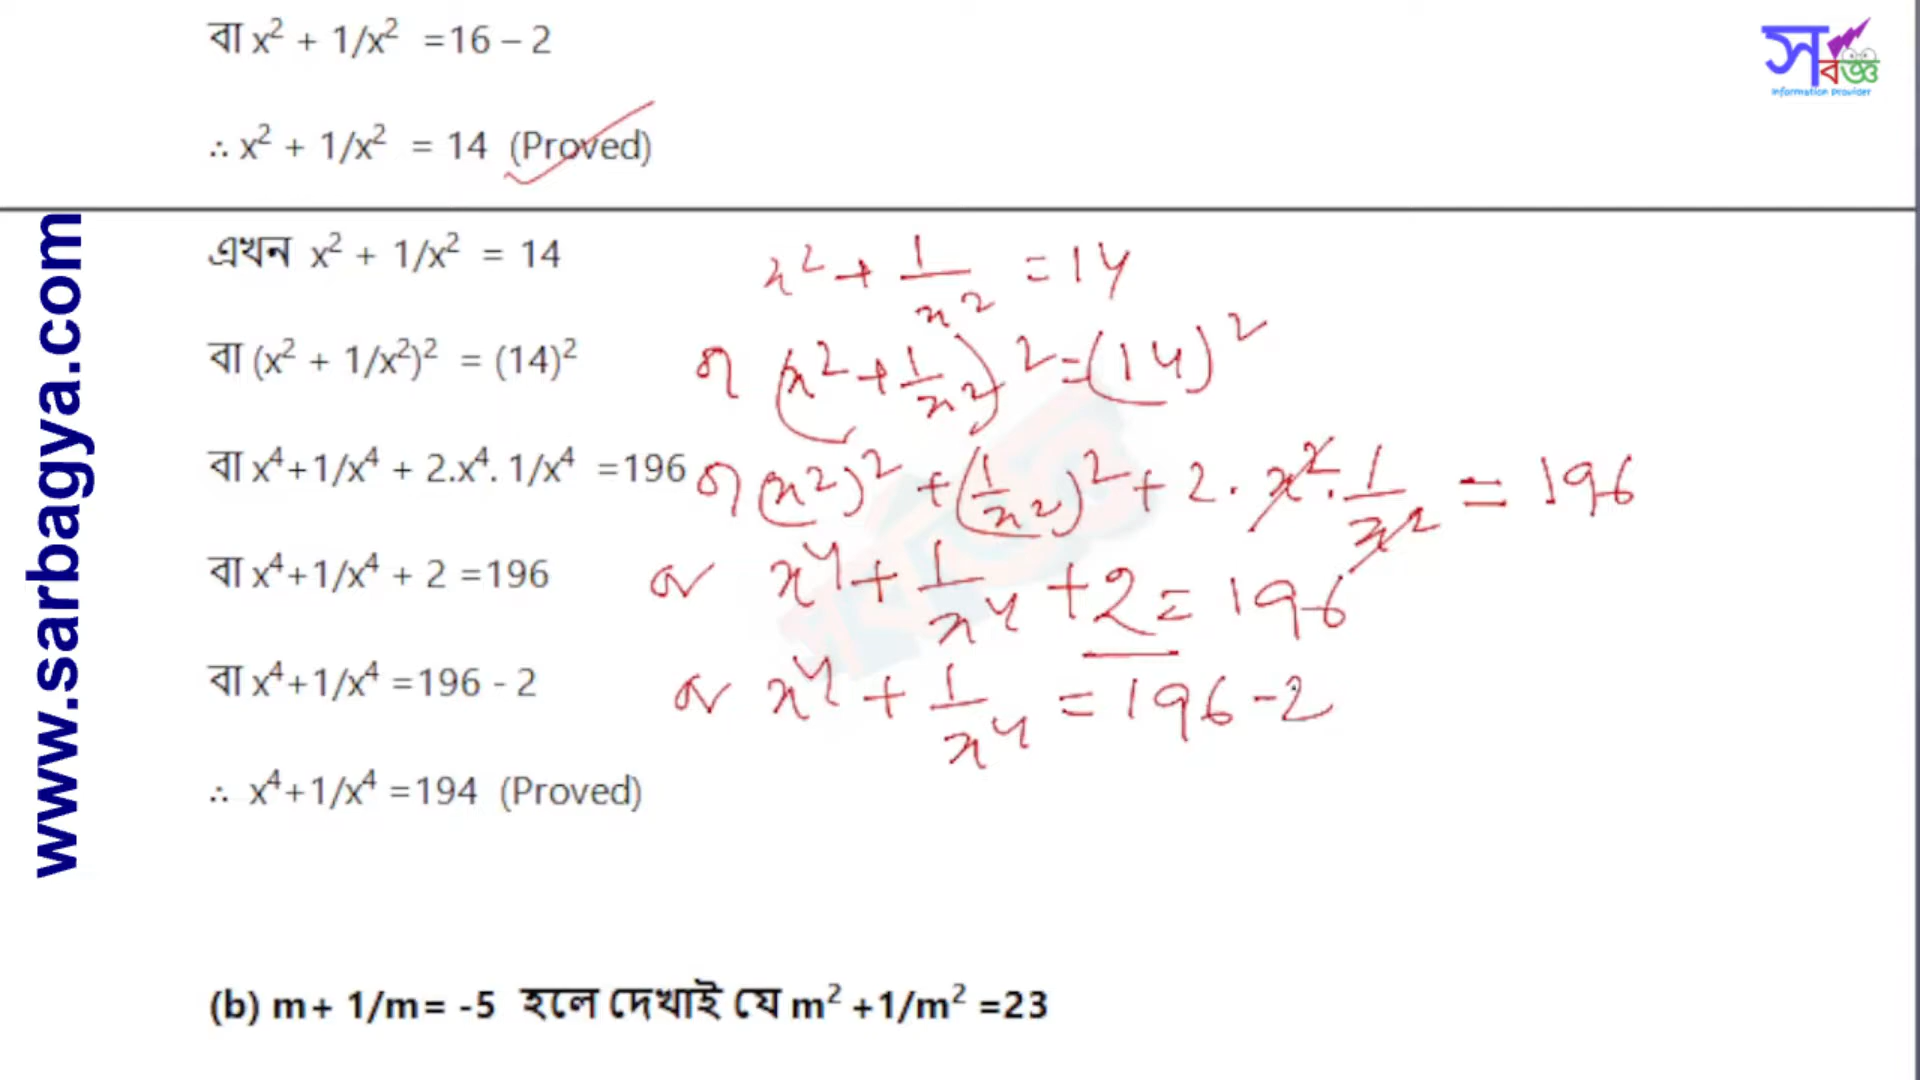 বা x² + 1/x² =16 – 2
∴ x² + 1/x² = 14 (Proved)
সবজ্ঞ
Information Provider
www.sarbagya.com
এখন x² + 1/x² = 14
বা (x² + 1/x²)² = (14)²
বা x⁴+1/x⁴ + 2.x⁴. 1/x⁴ =196
বা x⁴+1/x⁴ + 2 =196
বা x⁴+1/x⁴ =196 - 2
∴ x⁴+1/x⁴ =194 (Proved)
x² + 1/x² = 14
বা (x² + 1/x²)² = (14)²
বা (x²)² + (1/x²)² + 2 . x² . 1/x² = 196
বা x⁴ + 1/x⁴ + 2 = 196
বা x⁴ + 1/x⁴ = 196 - 2
(b) m+ 1/m= -5 হলে দেখাই যে m² +1/m² =23